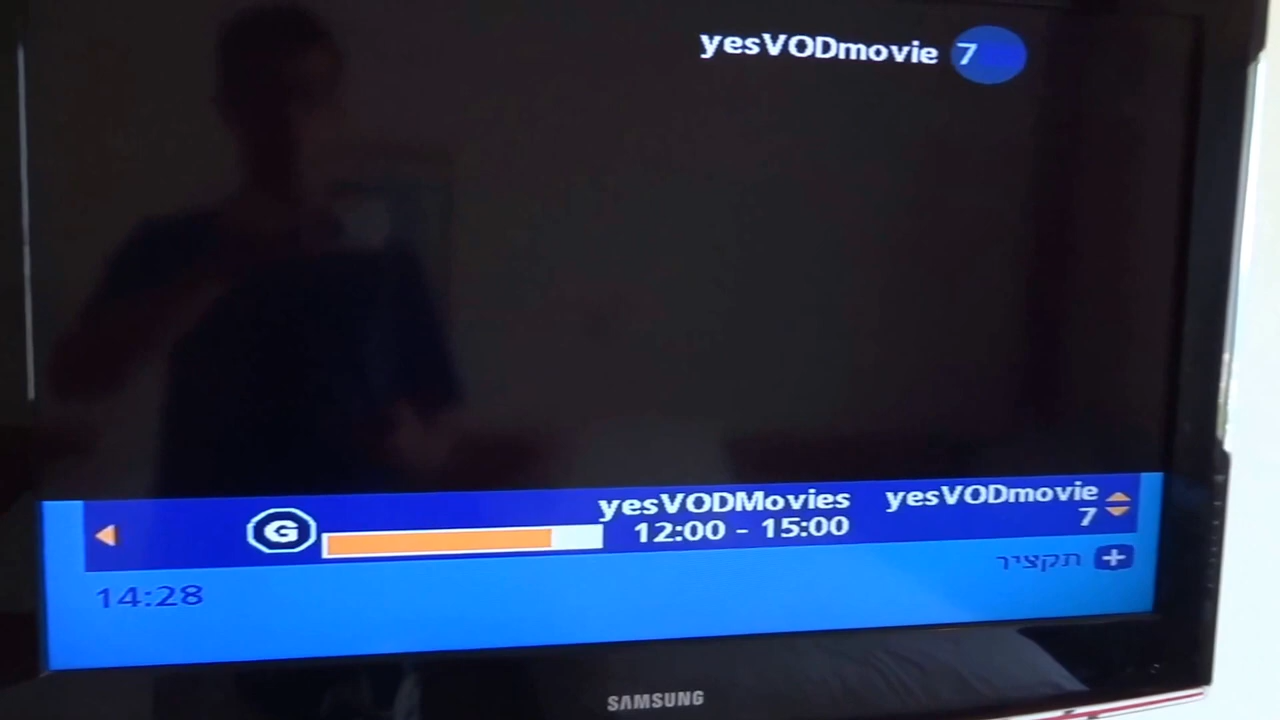 yesVODmovie 7
yesVODMovies
12:00 - 15:00
yesVODmovie
7
G
תקציר +
14:28
SAMSUNG